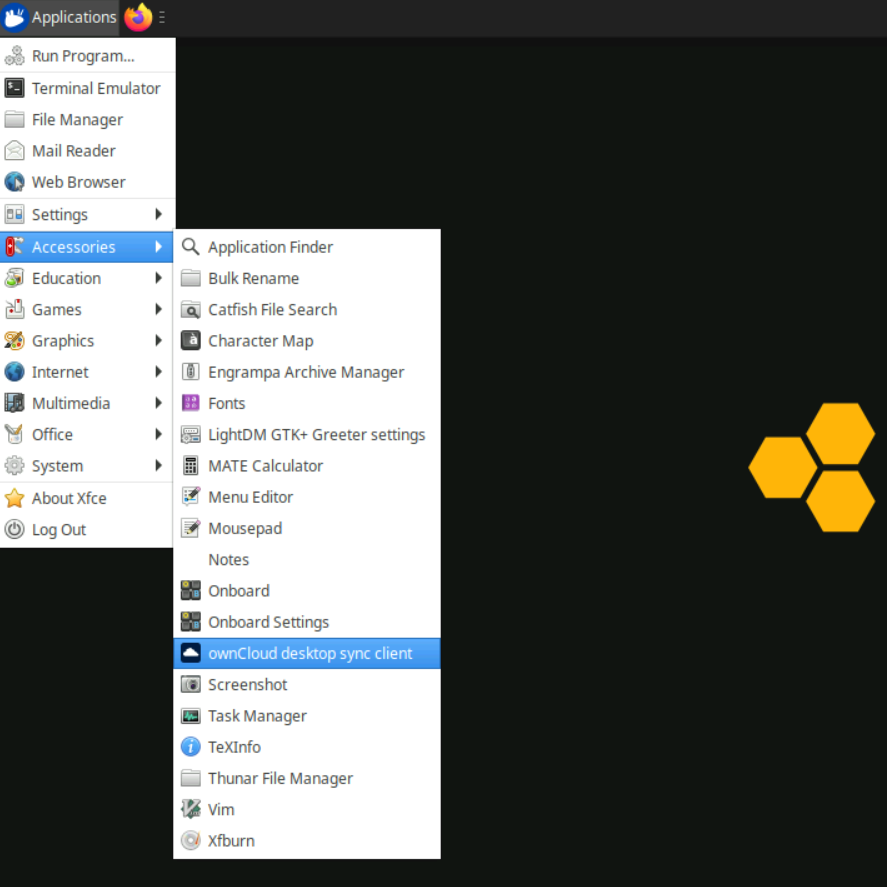 Applications
Run Program...
Terminal Emulator
File Manager
Mail Reader
Web Browser
Settings
Accessories
Education
Games
Graphics
Internet
Multimedia
Office
System
About Xfce
Log Out
Application Finder
Bulk Rename
Catfish File Search
Character Map
Engrampa Archive Manager
Fonts
LightDM GTK+ Greeter settings
MATE Calculator
Menu Editor
Mousepad
Notes
Onboard
Onboard Settings
ownCloud desktop sync client
Screenshot
Task Manager
TeXInfo
Thunar File Manager
Vim
Xfburn